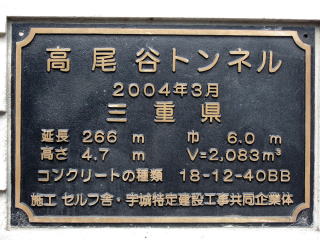 高尾谷トンネル
2004年3月
三重県
延長 266 m 巾 6.0 m
高さ 4.7 m V=2,083m³
コンクリートの種類 18-12-40BB
施工 セルフ舎・宇城特定建設工事共同企業体